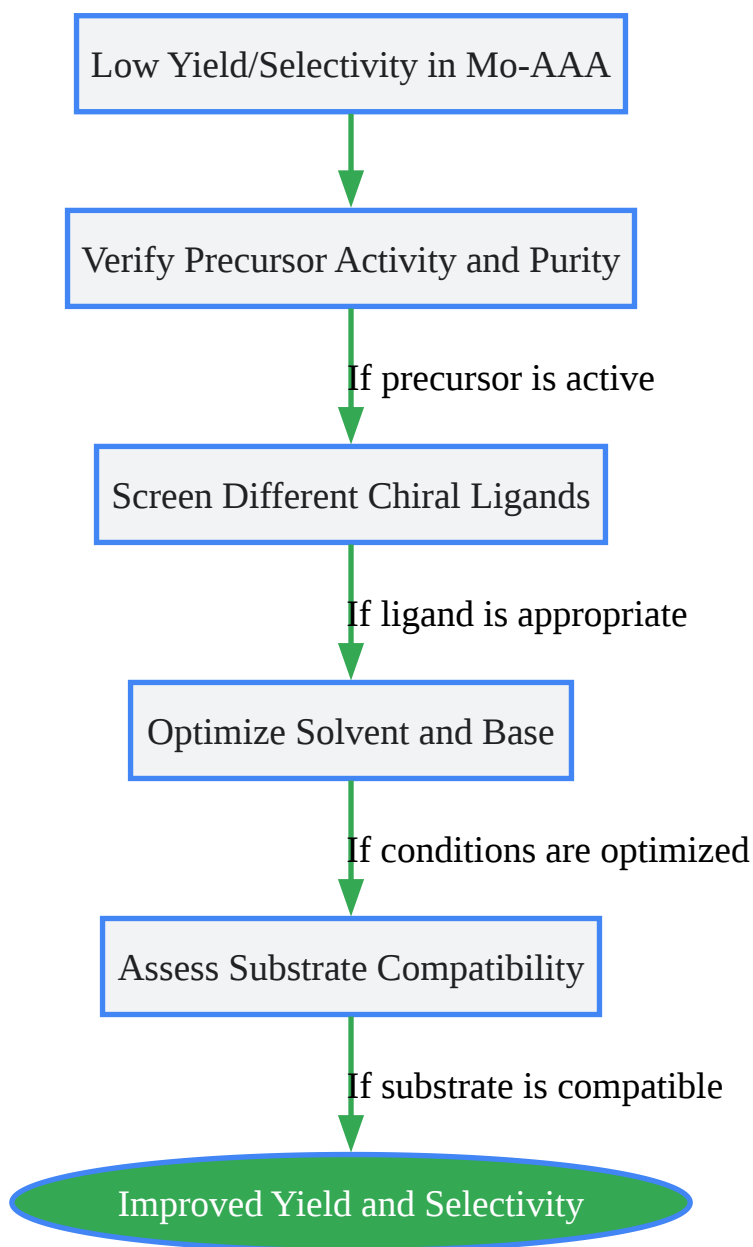 Low Yield/Selectivity in Mo-AAA
Verify Precursor Activity and Purity
If precursor is active
Screen Different Chiral Ligands
If ligand is appropriate
Optimize Solvent and Base
If conditions are optimized
Assess Substrate Compatibility
If substrate is compatible
Improved Yield and Selectivity